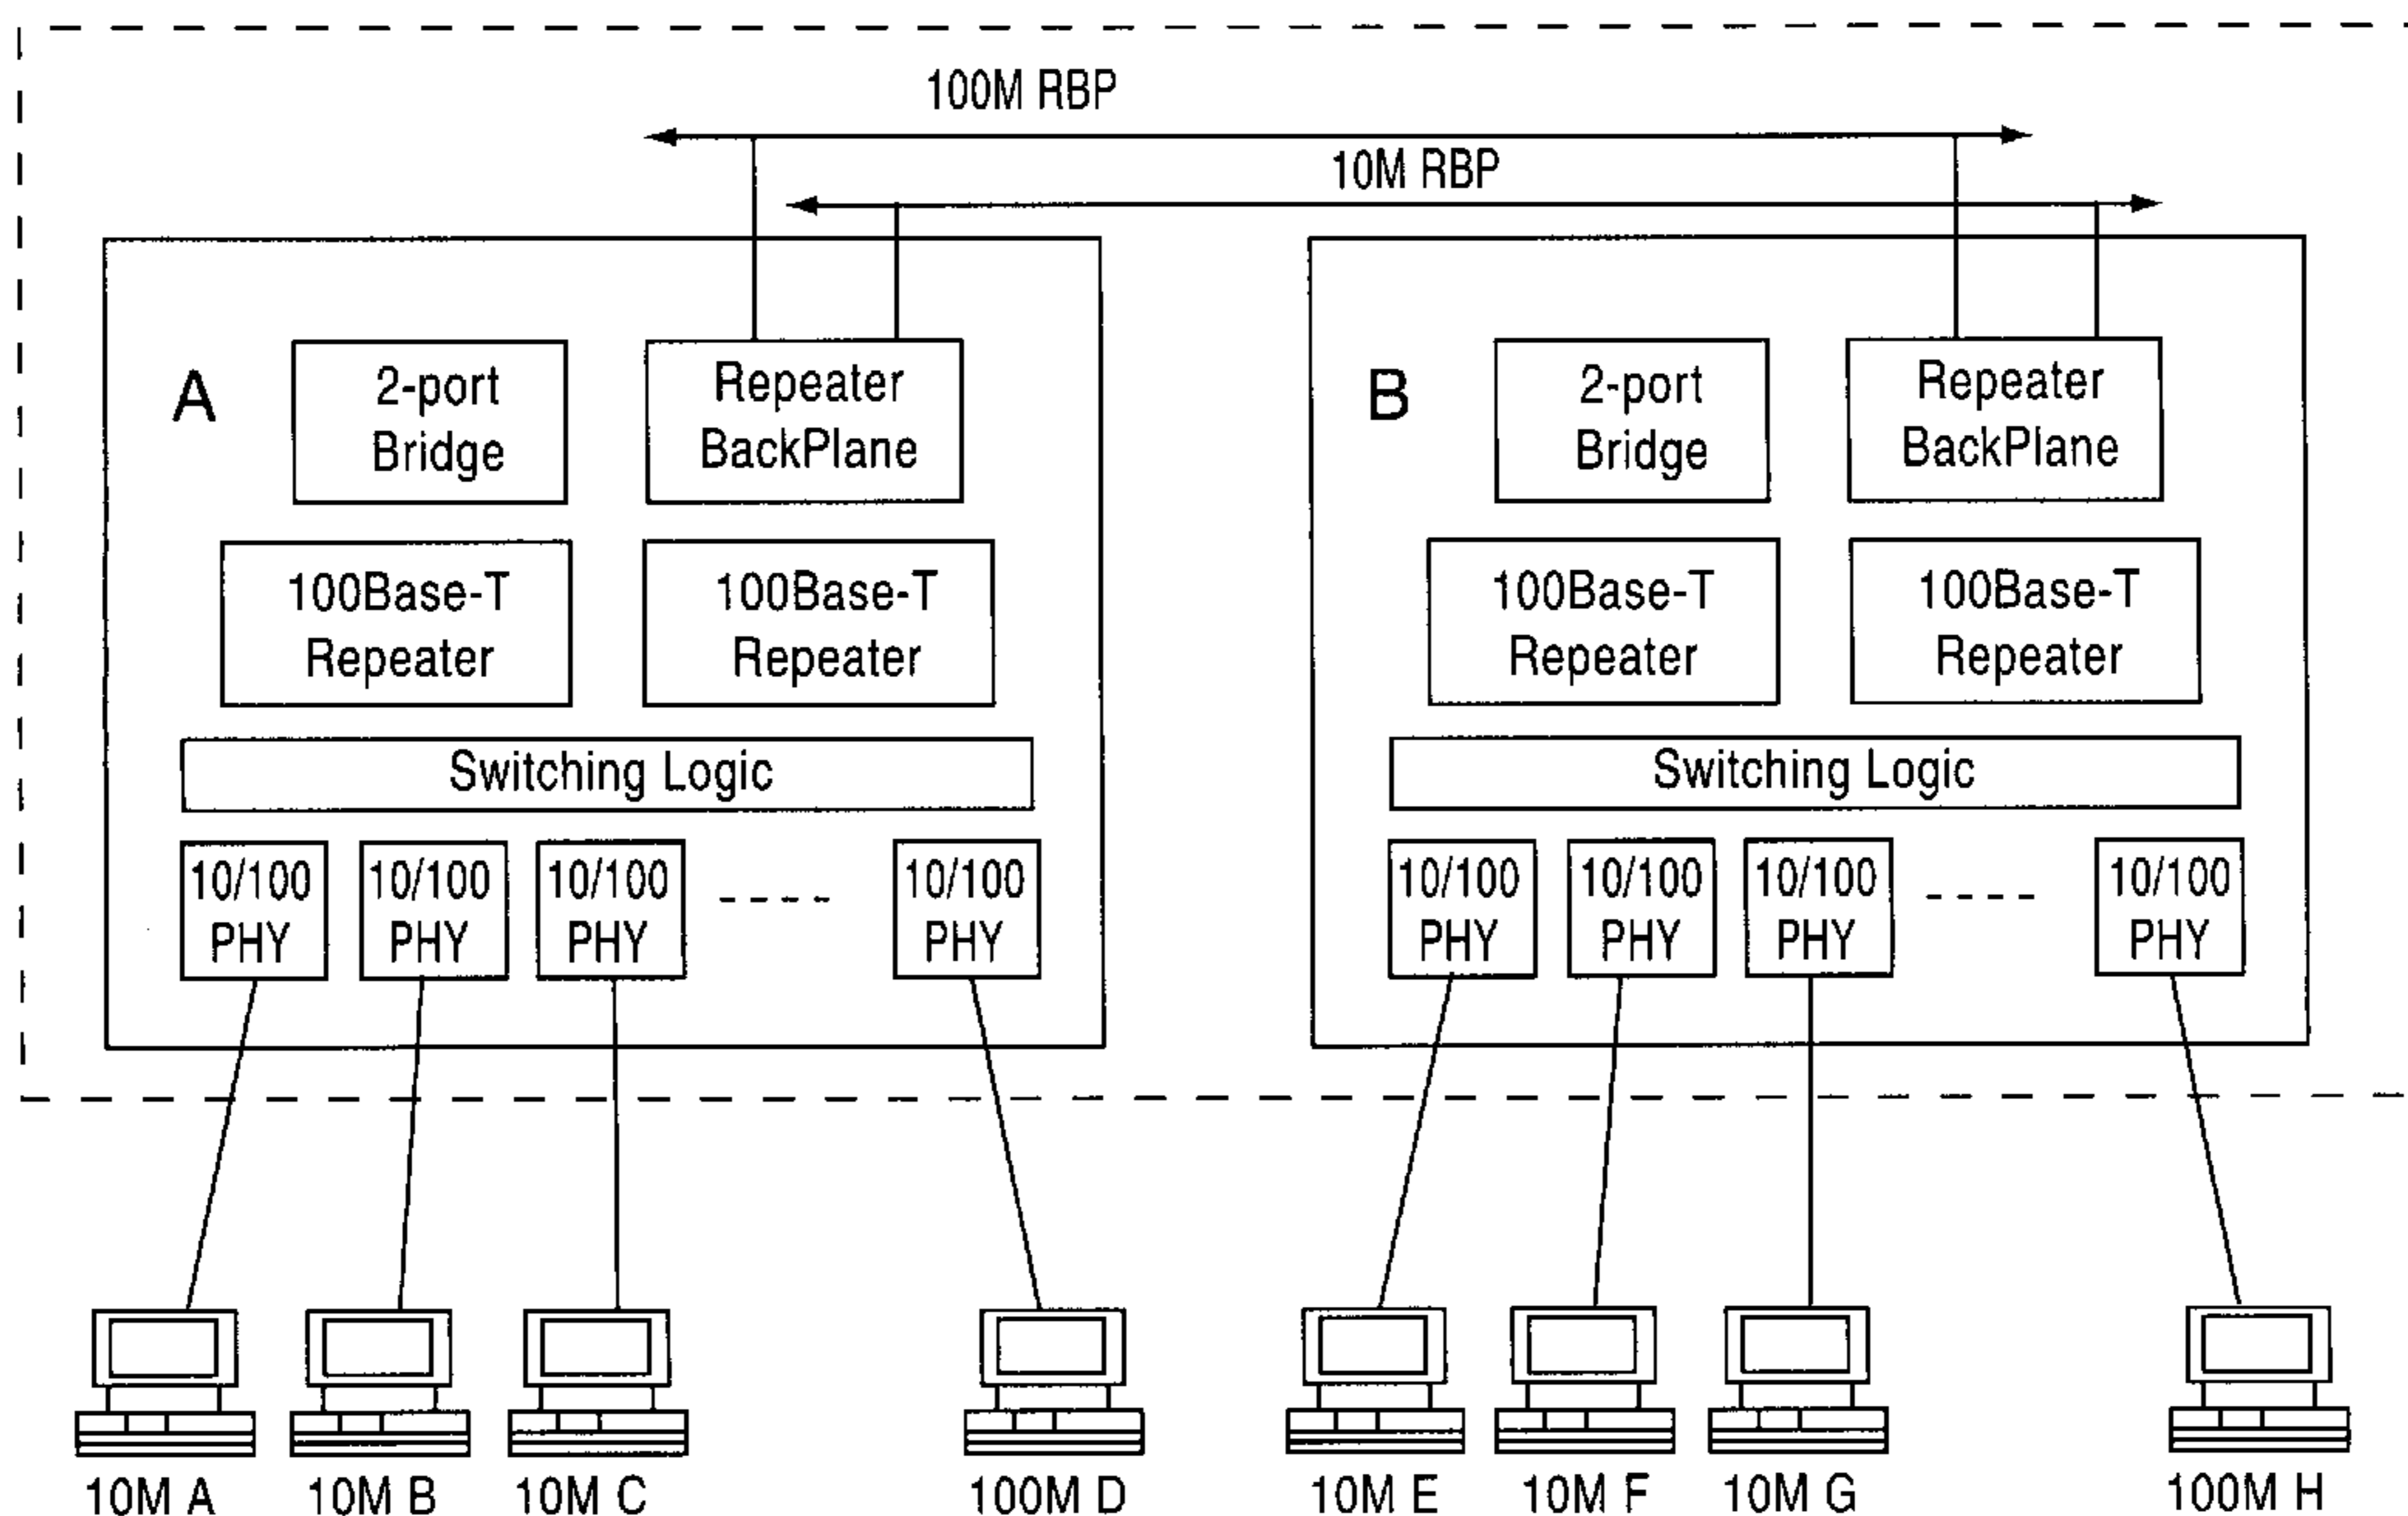 100M RBP
10M RBP
A
2-port
Bridge
Repeater
BackPlane
100Base-T
Repeater
100Base-T
Repeater
Switching Logic
10/100
PHY
10/100
PHY
10/100
PHY
10/100
PHY
B
2-port
Bridge
Repeater
BackPlane
100Base-T
Repeater
100Base-T
Repeater
Switching Logic
10/100
PHY
10/100
PHY
10/100
PHY
10/100
PHY
10M A
10M B
10M C
100M D
10M E
10M F
10M G
100M H